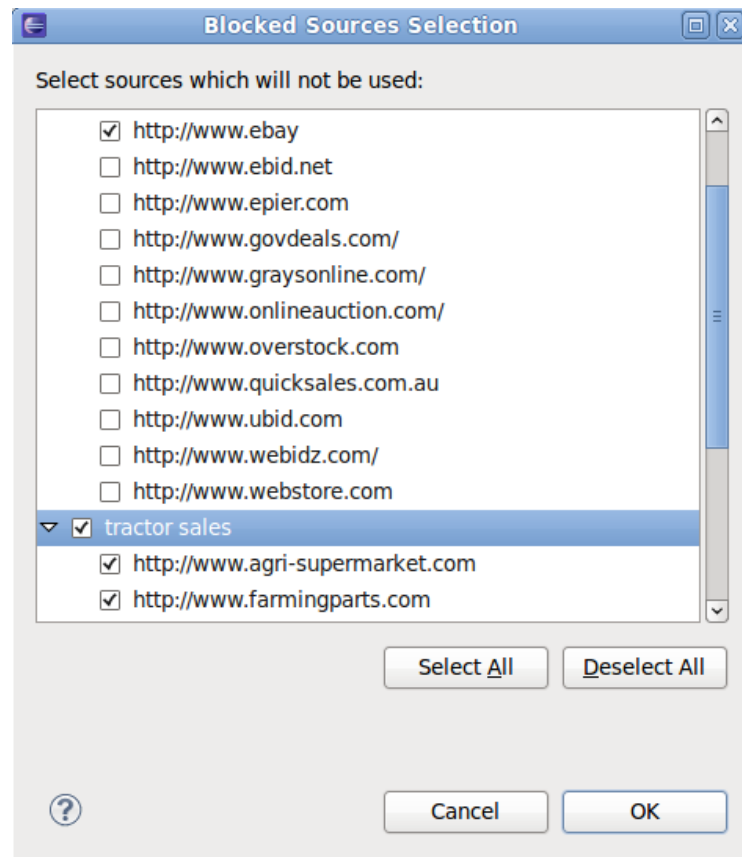 Blocked Sources Selection
Select sources which will not be used:
http://www.ebay
http://www.ebid.net
http://www.epier.com
http://www.govdeals.com/
http://www.graysonline.com/
http://www.onlineauction.com/
http://www.overstock.com
http://www.quicksales.com.au
http://www.ubid.com
http://www.webidz.com/
http://www.webstore.com
tractor sales
http://www.agri-supermarket.com
http://www.farmingparts.com
Select All Deselect All
? Cancel OK